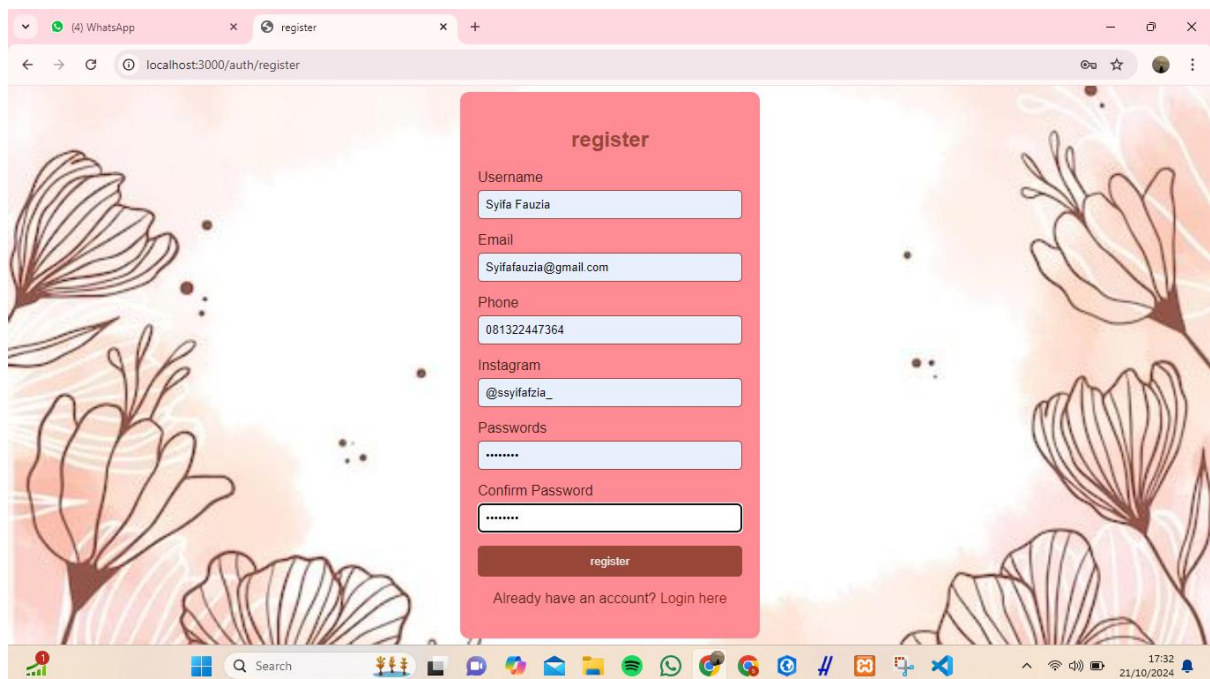 (4) WhatsApp
register
localhost:3000/auth/register
register
Username
Syifa Fauzia
Email
Syifafauzia@gmail.com
Phone
081322447364
Instagram
@ssyifafzia_
Passwords
••••••••
Confirm Password
••••••••
register
Already have an account? Login here
1
Search
17:32
21/10/2024